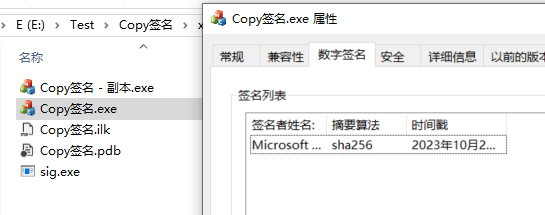 E (E:) > Test > Copy签名 >
名称
Copy签名 - 副本.exe
Copy签名.exe
Copy签名.ilk
Copy签名.pdb
sig.exe
Copy签名.exe 属性
常规 兼容性 数字签名 安全 详细信息 以前的版本
签名列表
签名者姓名: 摘要算法 时间戳
Microsoft ... sha256 2023年10月2...